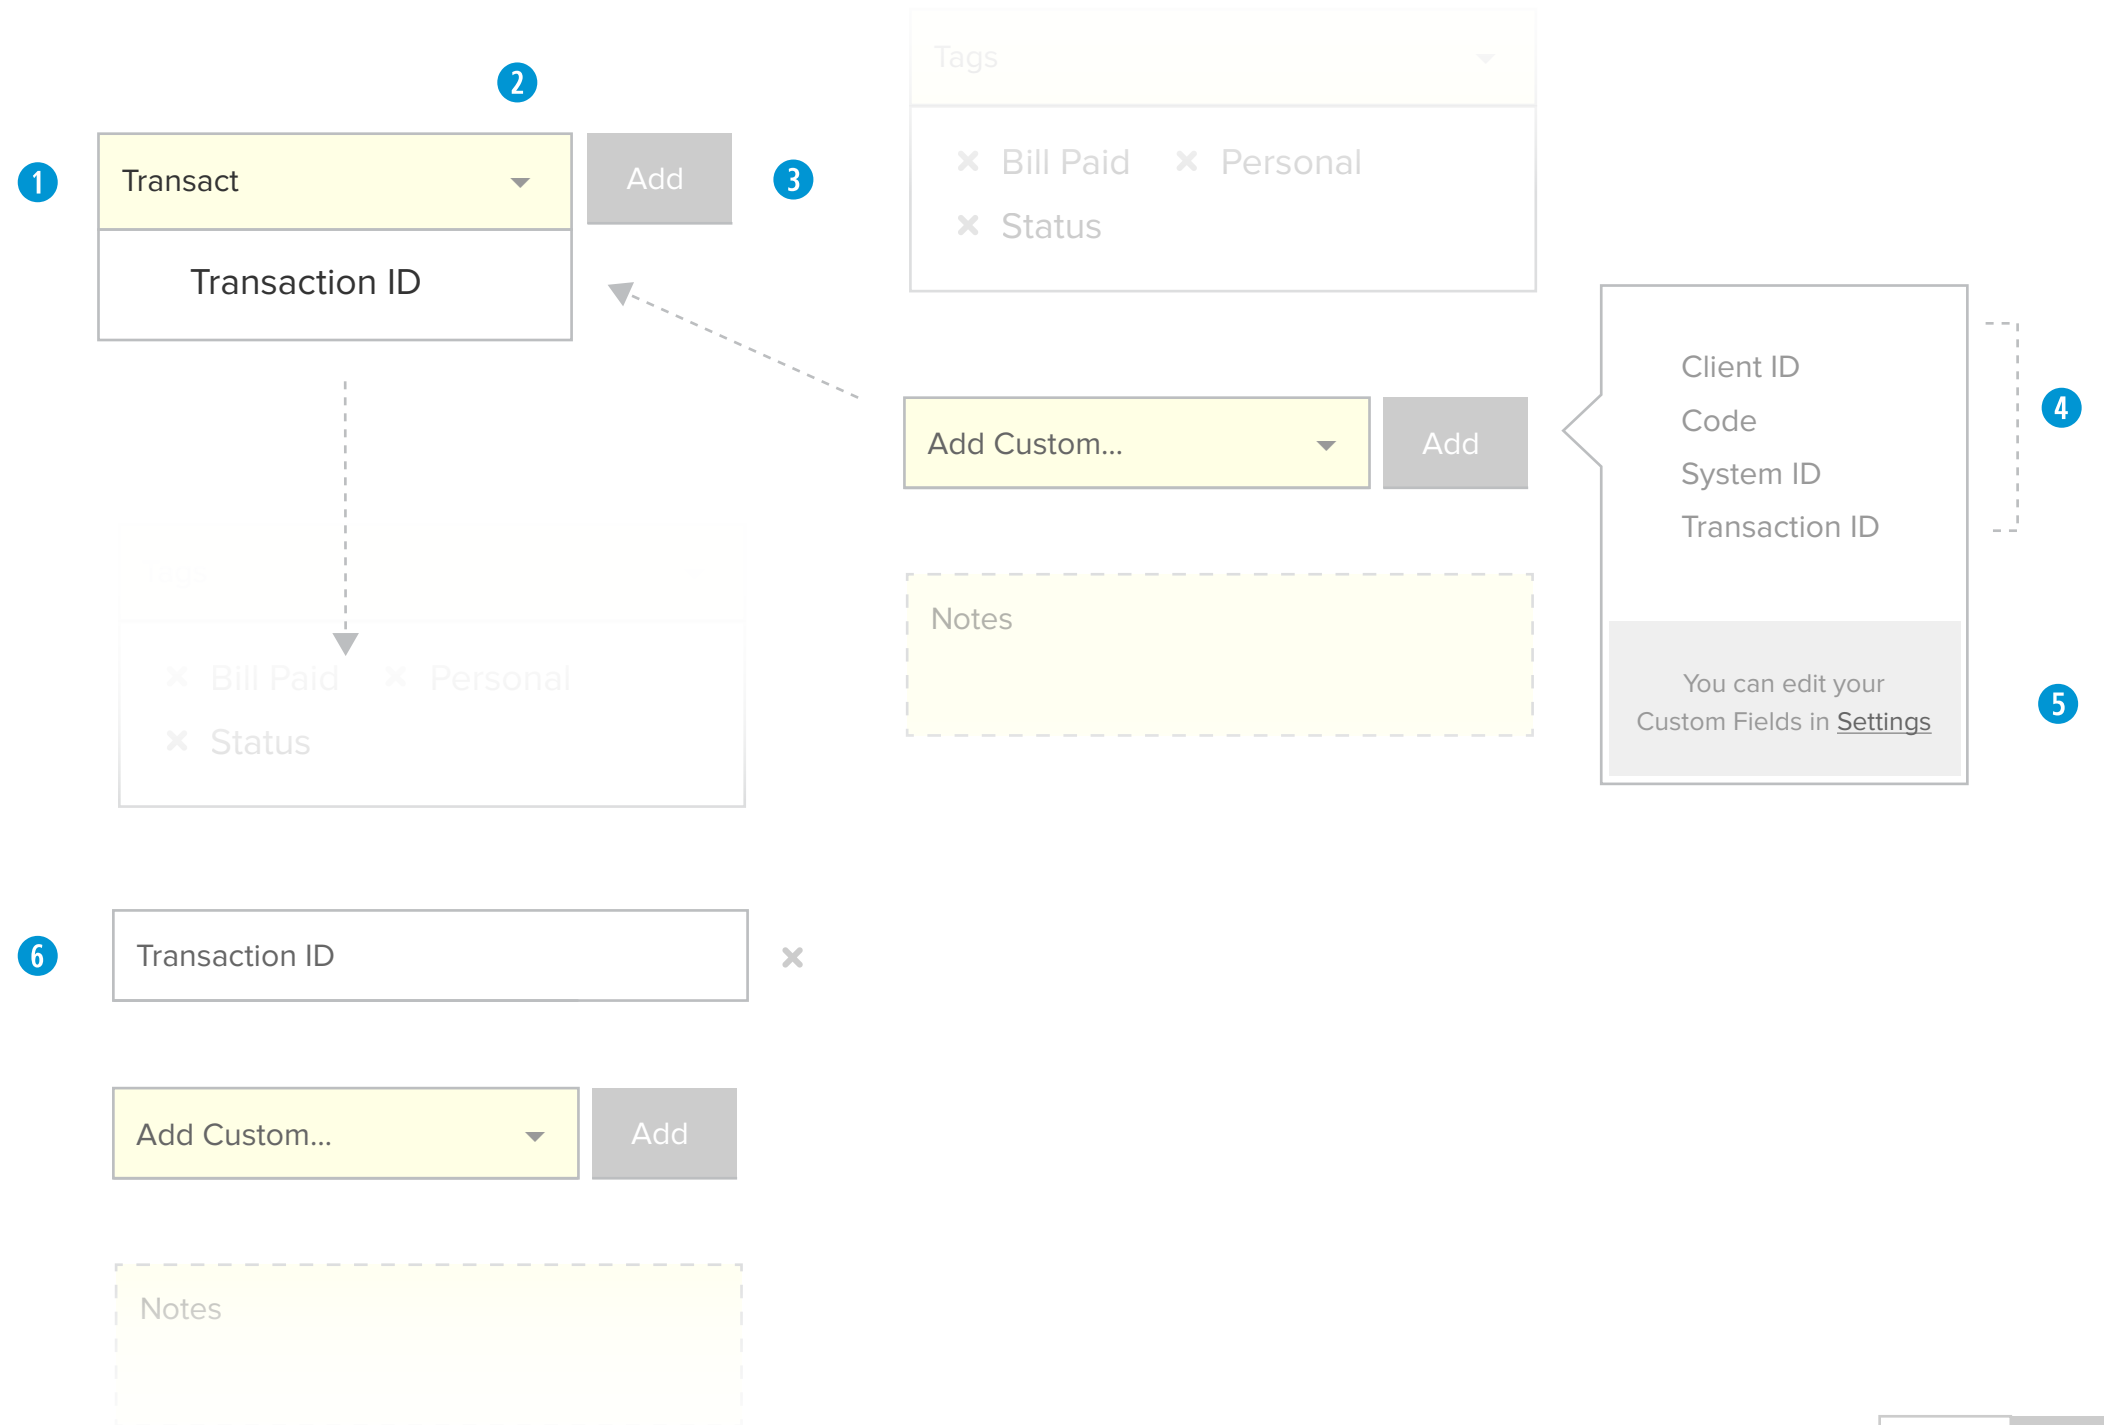 2
1
Transact
Add
3
Transaction ID
Tags
Bill Paid
Personal
Status
Add Custom...
Add
Client ID
Code
System ID
Transaction ID
4
Notes
You can edit your
Custom Fields in Settings
5
Tags
Bill Paid
Personal
Status
6
Transaction ID
Add Custom...
Add
Notes